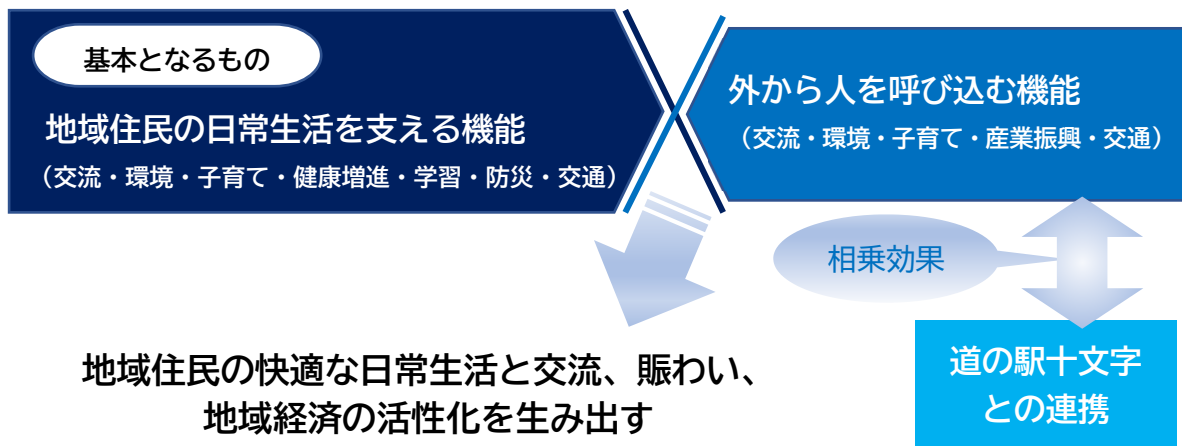 基本となるもの
地域住民の日常生活を支える機能
（交流・環境・子育て・健康増進・学習・防災・交通）
外から人を呼び込む機能
（交流・環境・子育て・産業振興・交通）
相乗効果
道の駅十文字
との連携
地域住民の快適な日常生活と交流、賑わい、
地域経済の活性化を生み出す